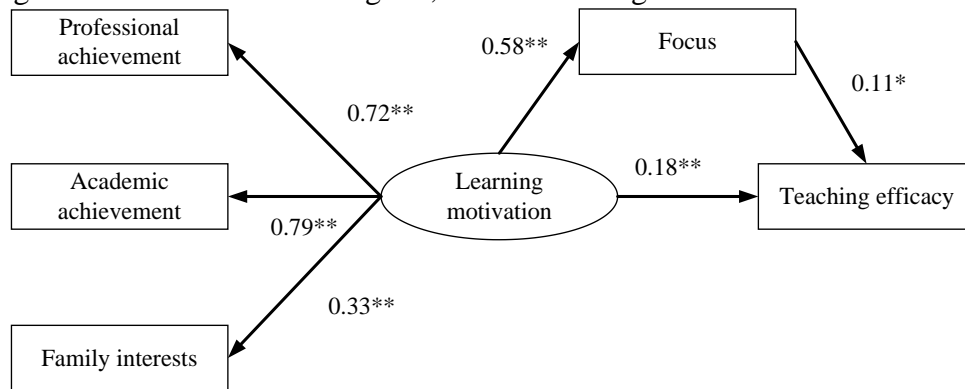 Professional
achievement
Focus
0.58**
0.11*
0.72**
Academic
achievement
Learning
motivation
0.18**
Teaching efficacy
0.79**
0.33**
Family interests